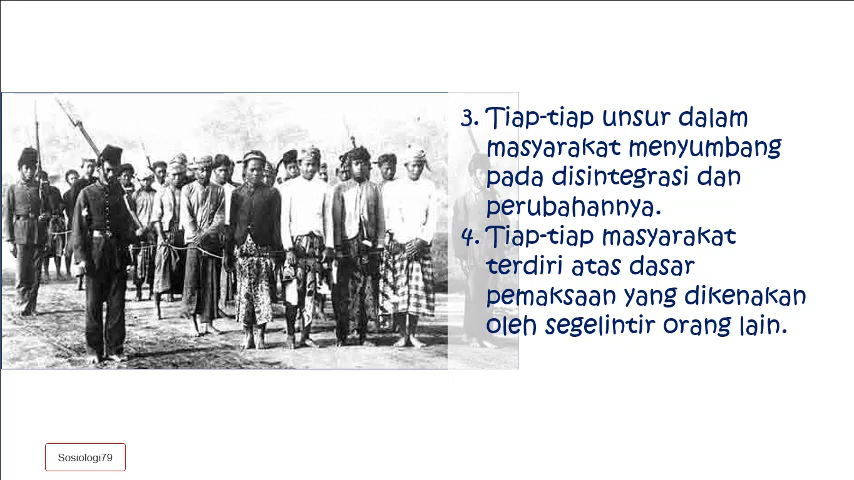 3. Tiap-tiap unsur dalam
masyarakat menyumbang
pada disintegrasi dan
perubahannya.
4. Tiap-tiap masyarakat
terdiri atas dasar
pemaksaan yang dikenakan
oleh segelintir orang lain.
Sosiologi79